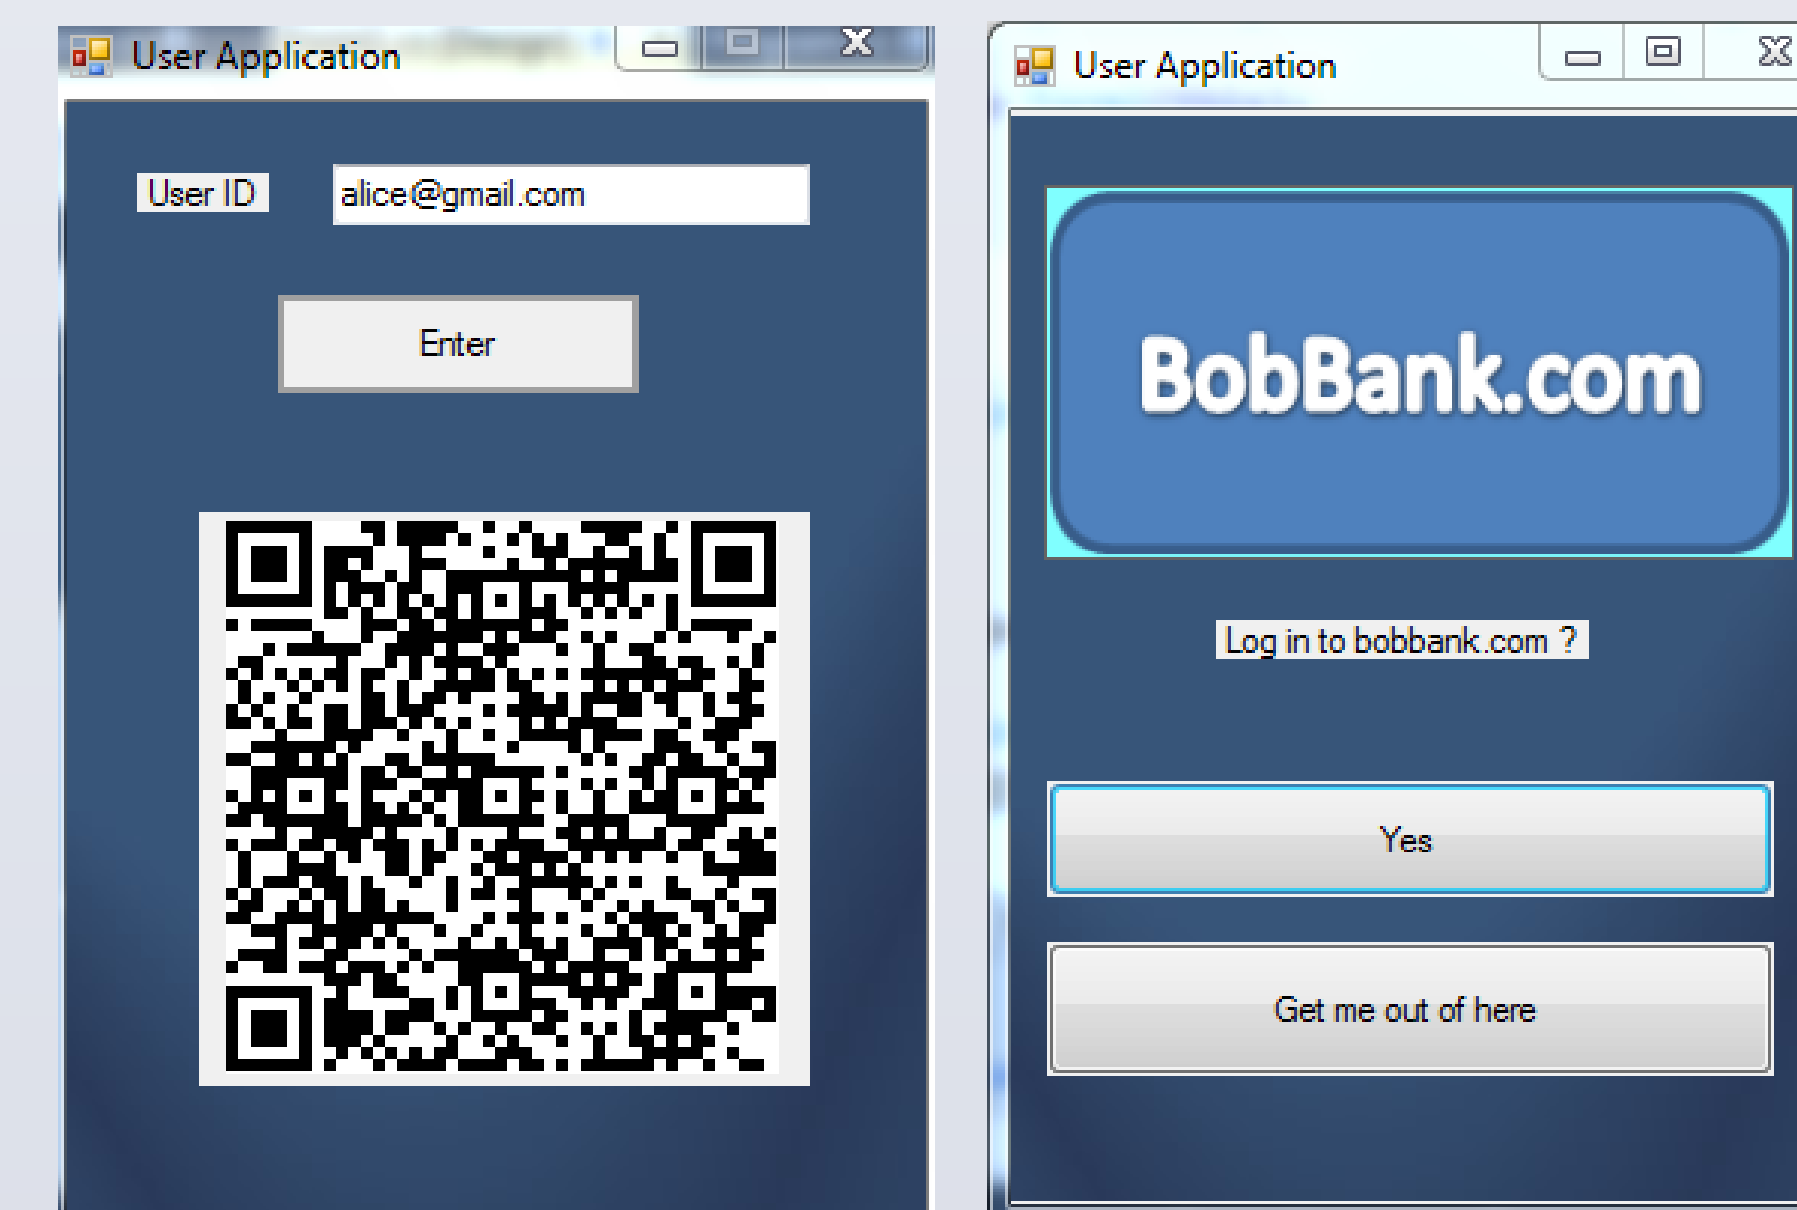 User Application
User ID
alice@gmail.com
Enter
User Application
BobBank.com
Log in to bobbank.com ?
Yes
Get me out of here